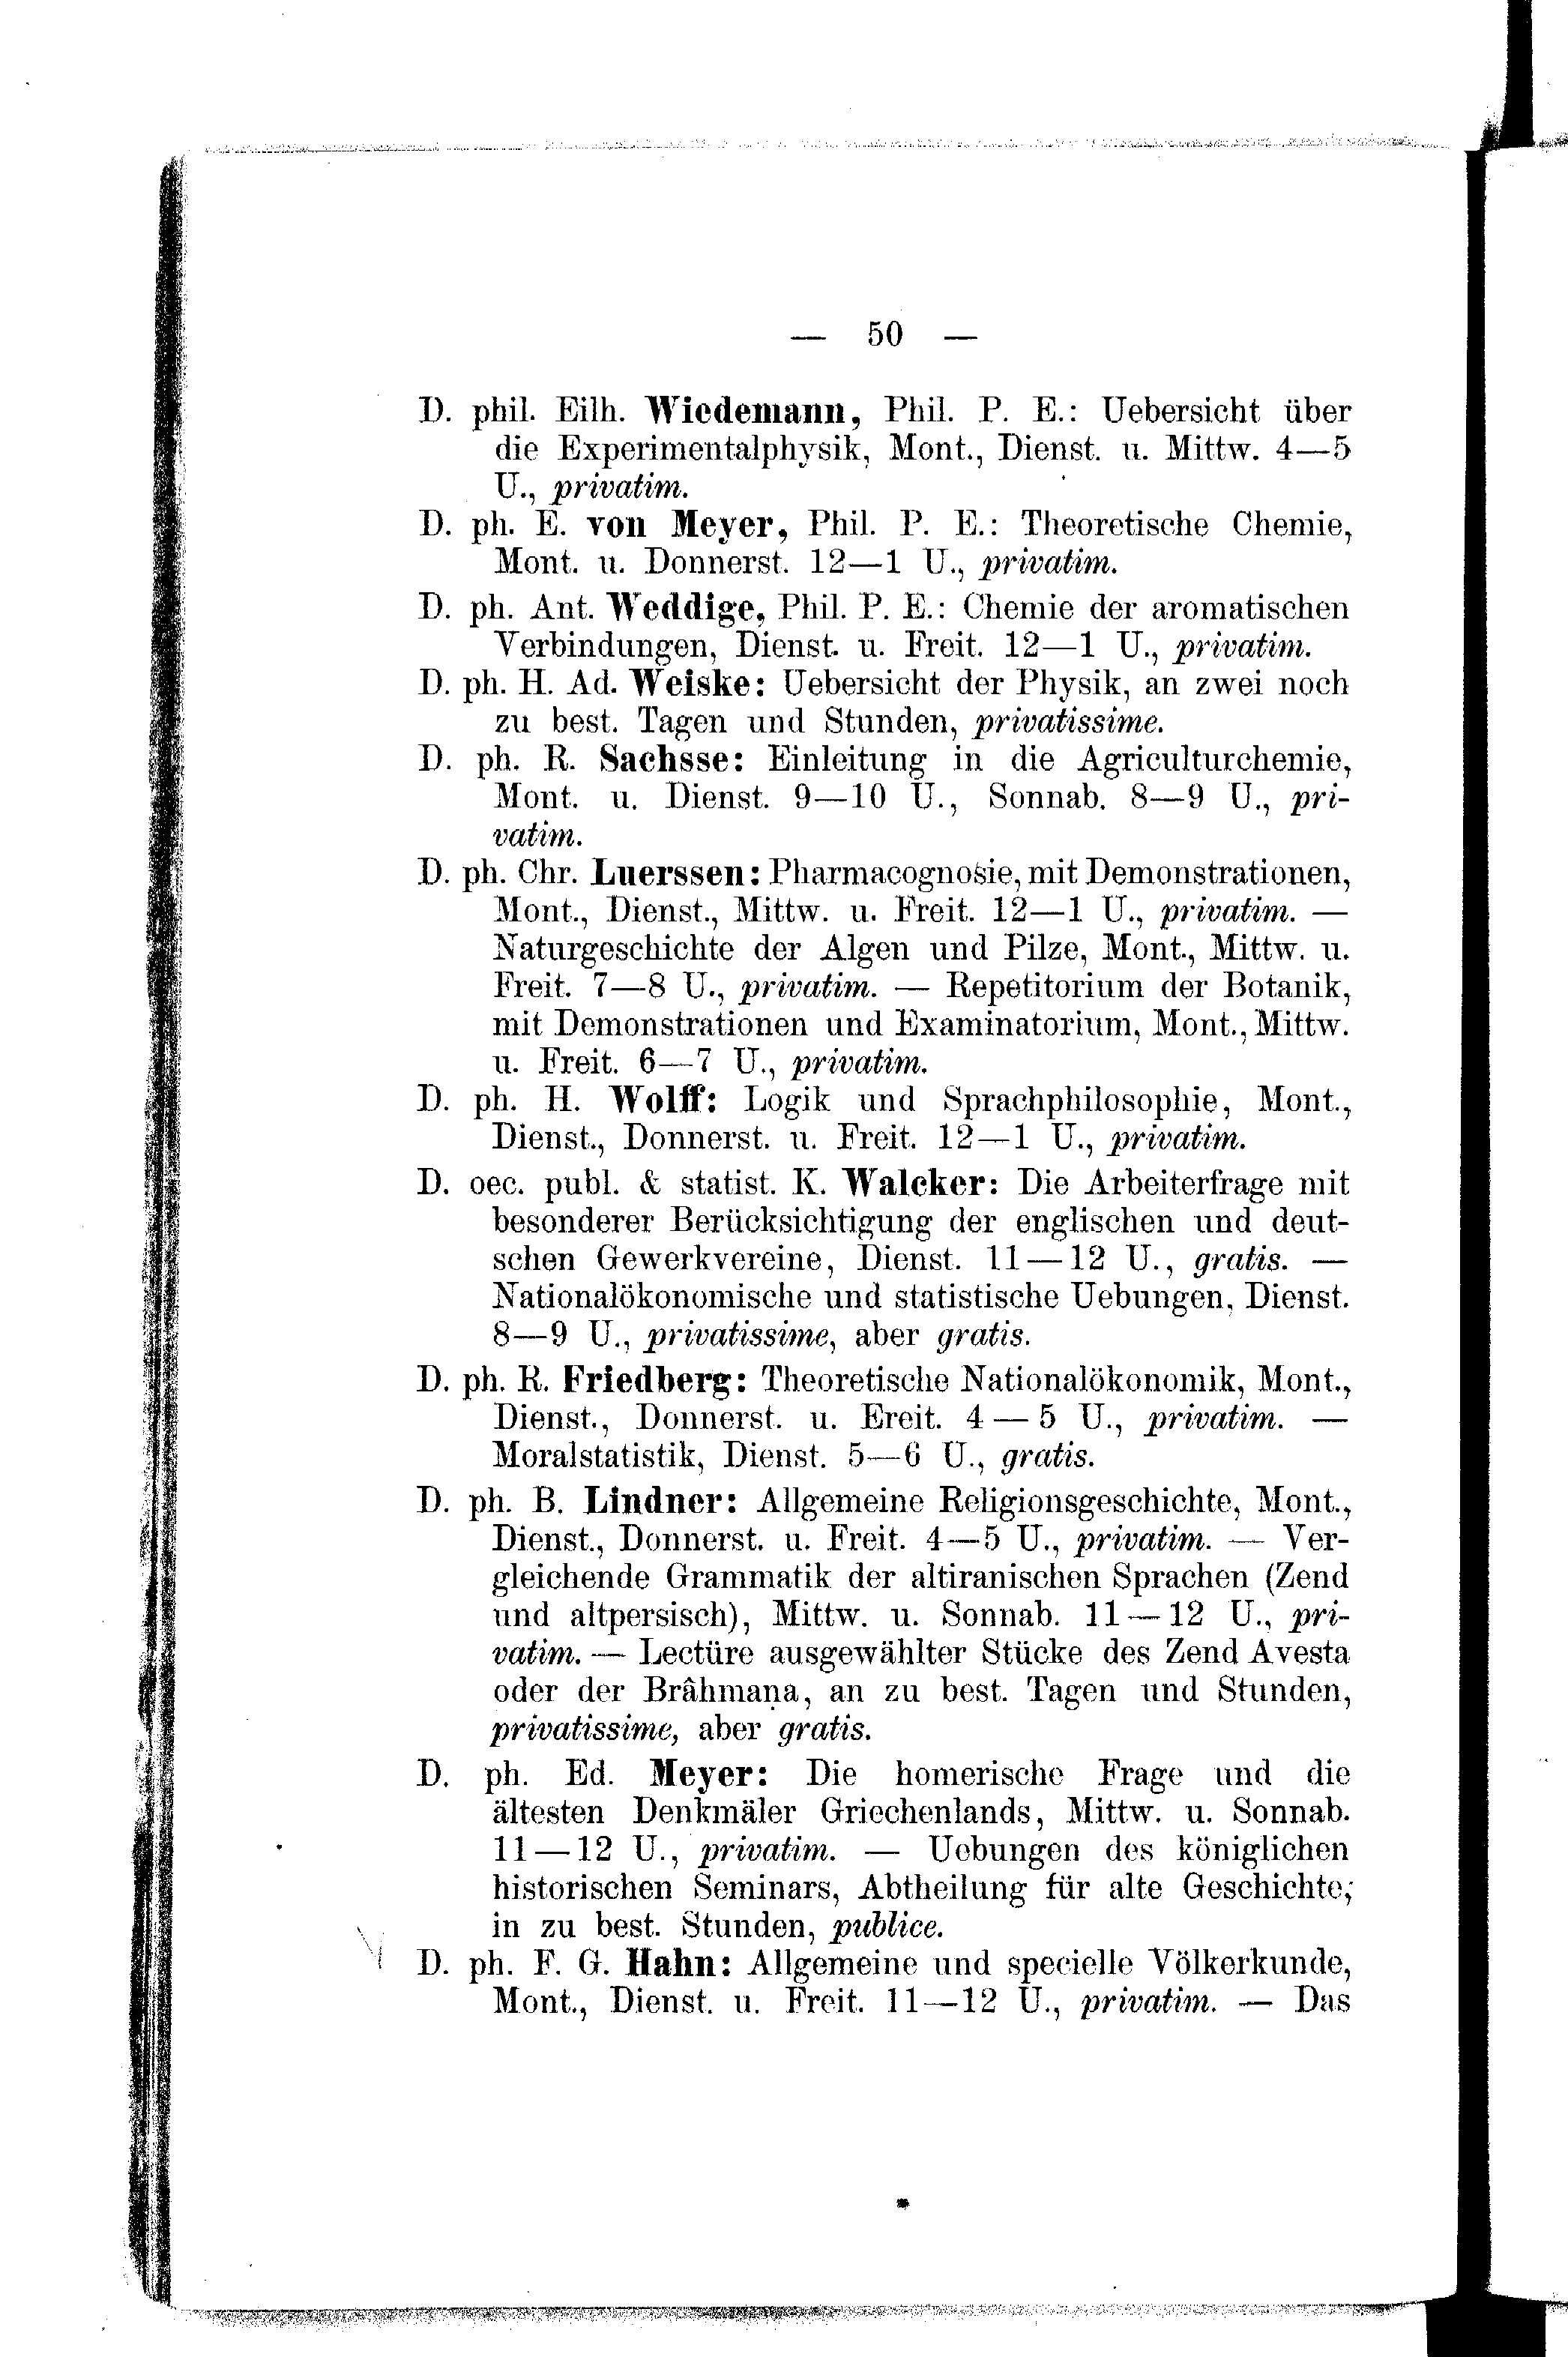 — 50 —
D. phil. Eilh. Wiedemann, Phil. P. E.: Uebersicht über
die Experimentalphysik, Mont., Dienst. u. Mittw. 4—5
U., privatim.
D. ph. E. von Meyer, Phil. P. E.: Theoretische Chemie,
Mont. u. Donnerst. 12—1 U., privatim.
D. ph. Ant. Weddige, Phil. P. E.: Chemie der aromatischen
Verbindungen, Dienst. u. Freit. 12—1 U., privatim.
D. ph. H. Ad. Weiske: Uebersicht der Physik, an zwei noch
zu best. Tagen und Stunden, privatissime.
D. ph. R. Sachsse: Einleitung in die Agriculturchemie,
Mont. u. Dienst. 9—10 U., Sonnab. 8—9 U., pri-
vatim.
D. ph. Chr. Luerssen: Pharmacognosie, mit Demonstrationen,
Mont., Dienst., Mittw. u. Freit. 12—1 U., privatim. —
Naturgeschichte der Algen und Pilze, Mont., Mittw. u.
Freit. 7—8 U., privatim. — Repetitorium der Botanik,
mit Demonstrationen und Examinatorium, Mont., Mittw.
u. Freit. 6—7 U., privatim.
D. ph. H. Wolff: Logik und Sprachphilosophie, Mont.,
Dienst., Donnerst. u. Freit. 12—1 U., privatim.
D. oec. publ. & statist. K. Walcker: Die Arbeiterfrage mit
besonderer Berücksichtigung der englischen und deut-
schen Gewerkvereine, Dienst. 11—12 U., gratis. —
Nationalökonomische und statistische Uebungen, Dienst.
8—9 U., privatissime, aber gratis.
D. ph. R. Friedberg: Theoretische Nationalökonomik, Mont.,
Dienst., Donnerst. u. Ereit. 4—5 U., privatim. —
Moralstatistik, Dienst. 5—6 U., gratis.
D. ph. B. Lindner: Allgemeine Religionsgeschichte, Mont.,
Dienst., Donnerst. u. Freit. 4—5 U., privatim. — Ver-
gleichende Grammatik der altiranischen Sprachen (Zend
und altpersisch), Mittw. u. Sonnab. 11—12 U., pri-
vatim. — Lectüre ausgewählter Stücke des Zend Avesta
oder der Brâhmaṇa, an zu best. Tagen und Stunden,
privatissime, aber gratis.
D. ph. Ed. Meyer: Die homerische Frage und die
ältesten Denkmäler Griechenlands, Mittw. u. Sonnab.
11—12 U., privatim. — Uebungen des königlichen
historischen Seminars, Abtheilung für alte Geschichte,
in zu best. Stunden, publice.
D. ph. F. G. Hahn: Allgemeine und specielle Völkerkunde,
Mont., Dienst. u. Freit. 11—12 U., privatim. — Das